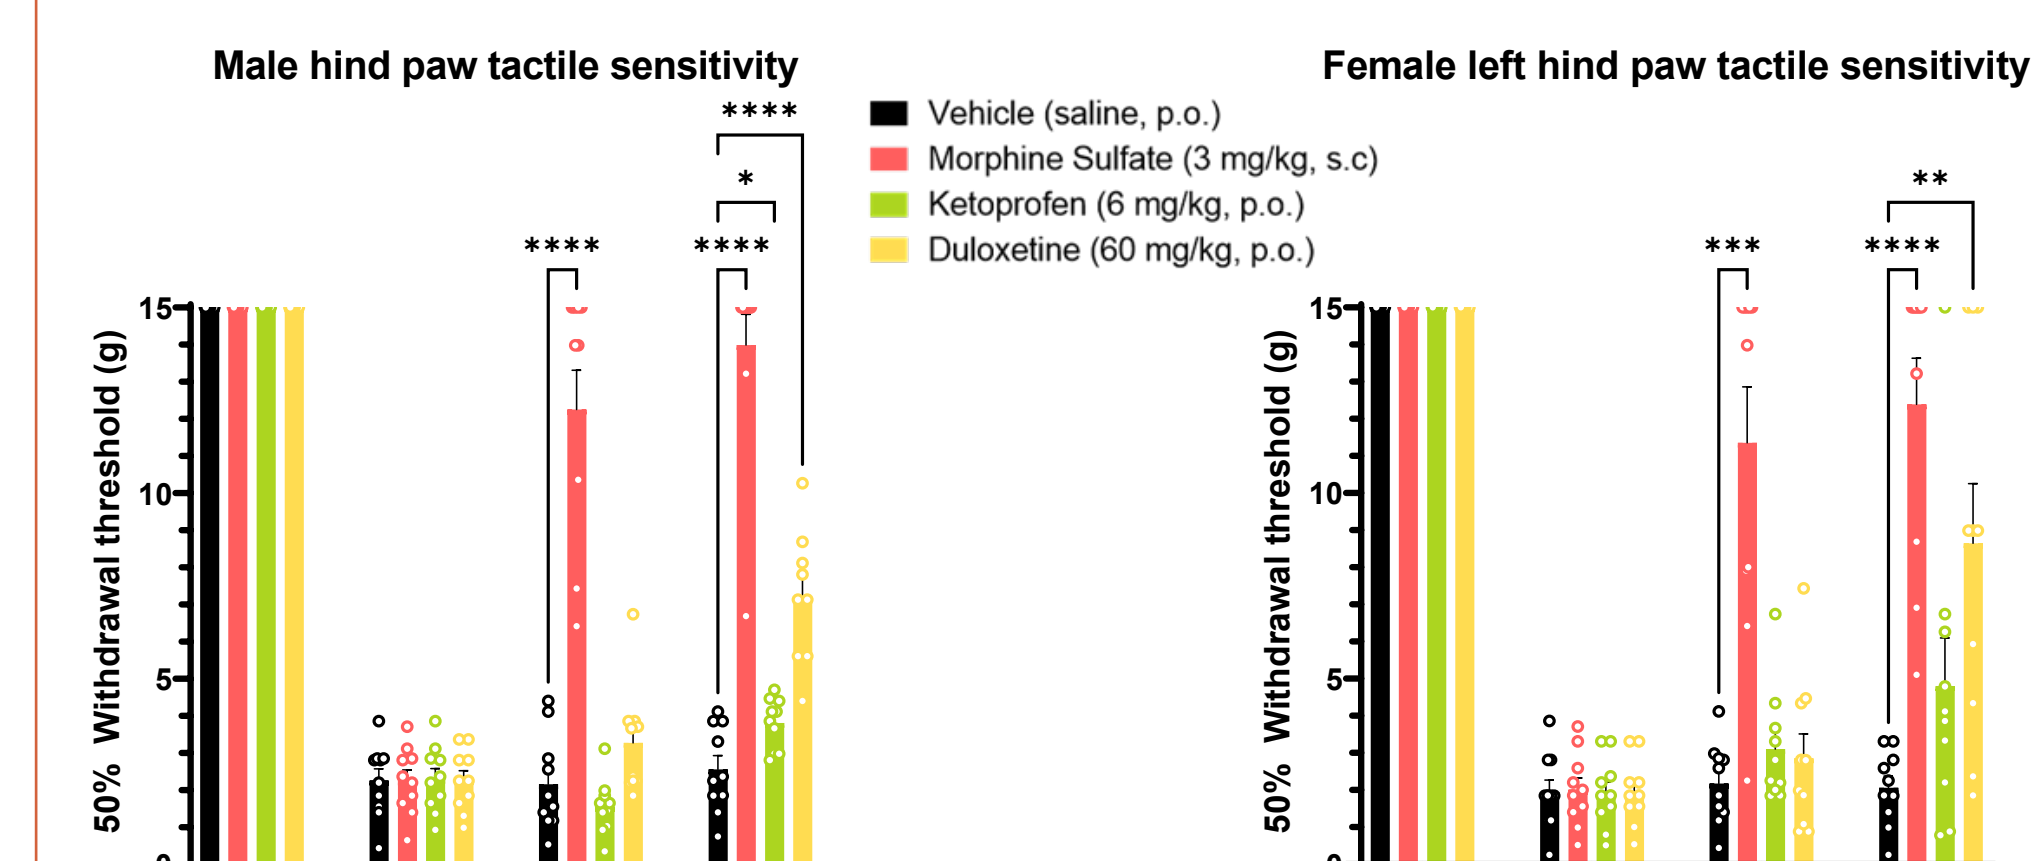 Male hind paw tactile sensitivity
****
*
****
****
50% Withdrawal threshold (g)
15
10
5
0
Vehicle (saline, p.o.)
Morphine Sulfate (3 mg/kg, s.c)
Ketoprofen (6 mg/kg, p.o.)
Duloxetine (60 mg/kg, p.o.)
Female left hind paw tactile sensitivity
**
***
****
50% Withdrawal threshold (g)
15
10
5
0